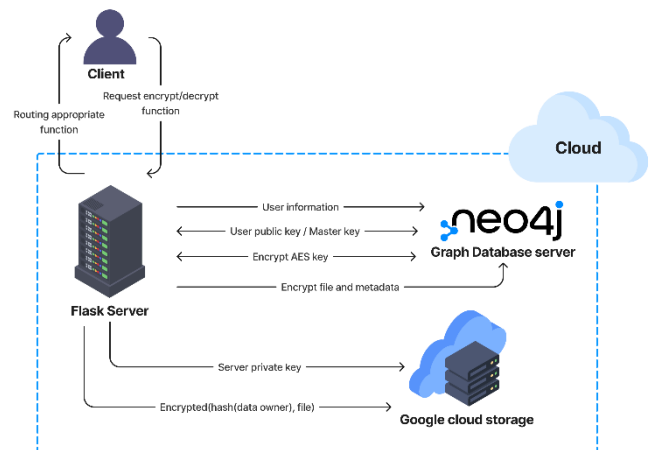 Client
Request encrypt/decrypt
function
Routing appropriate
function
Cloud
User information
neo4j
User public key / Master key
Graph Database server
Encrypt AES key
Encrypt file and metadata
Flask Server
Server private key
Encrypted(hash(data owner), file)
Google cloud storage